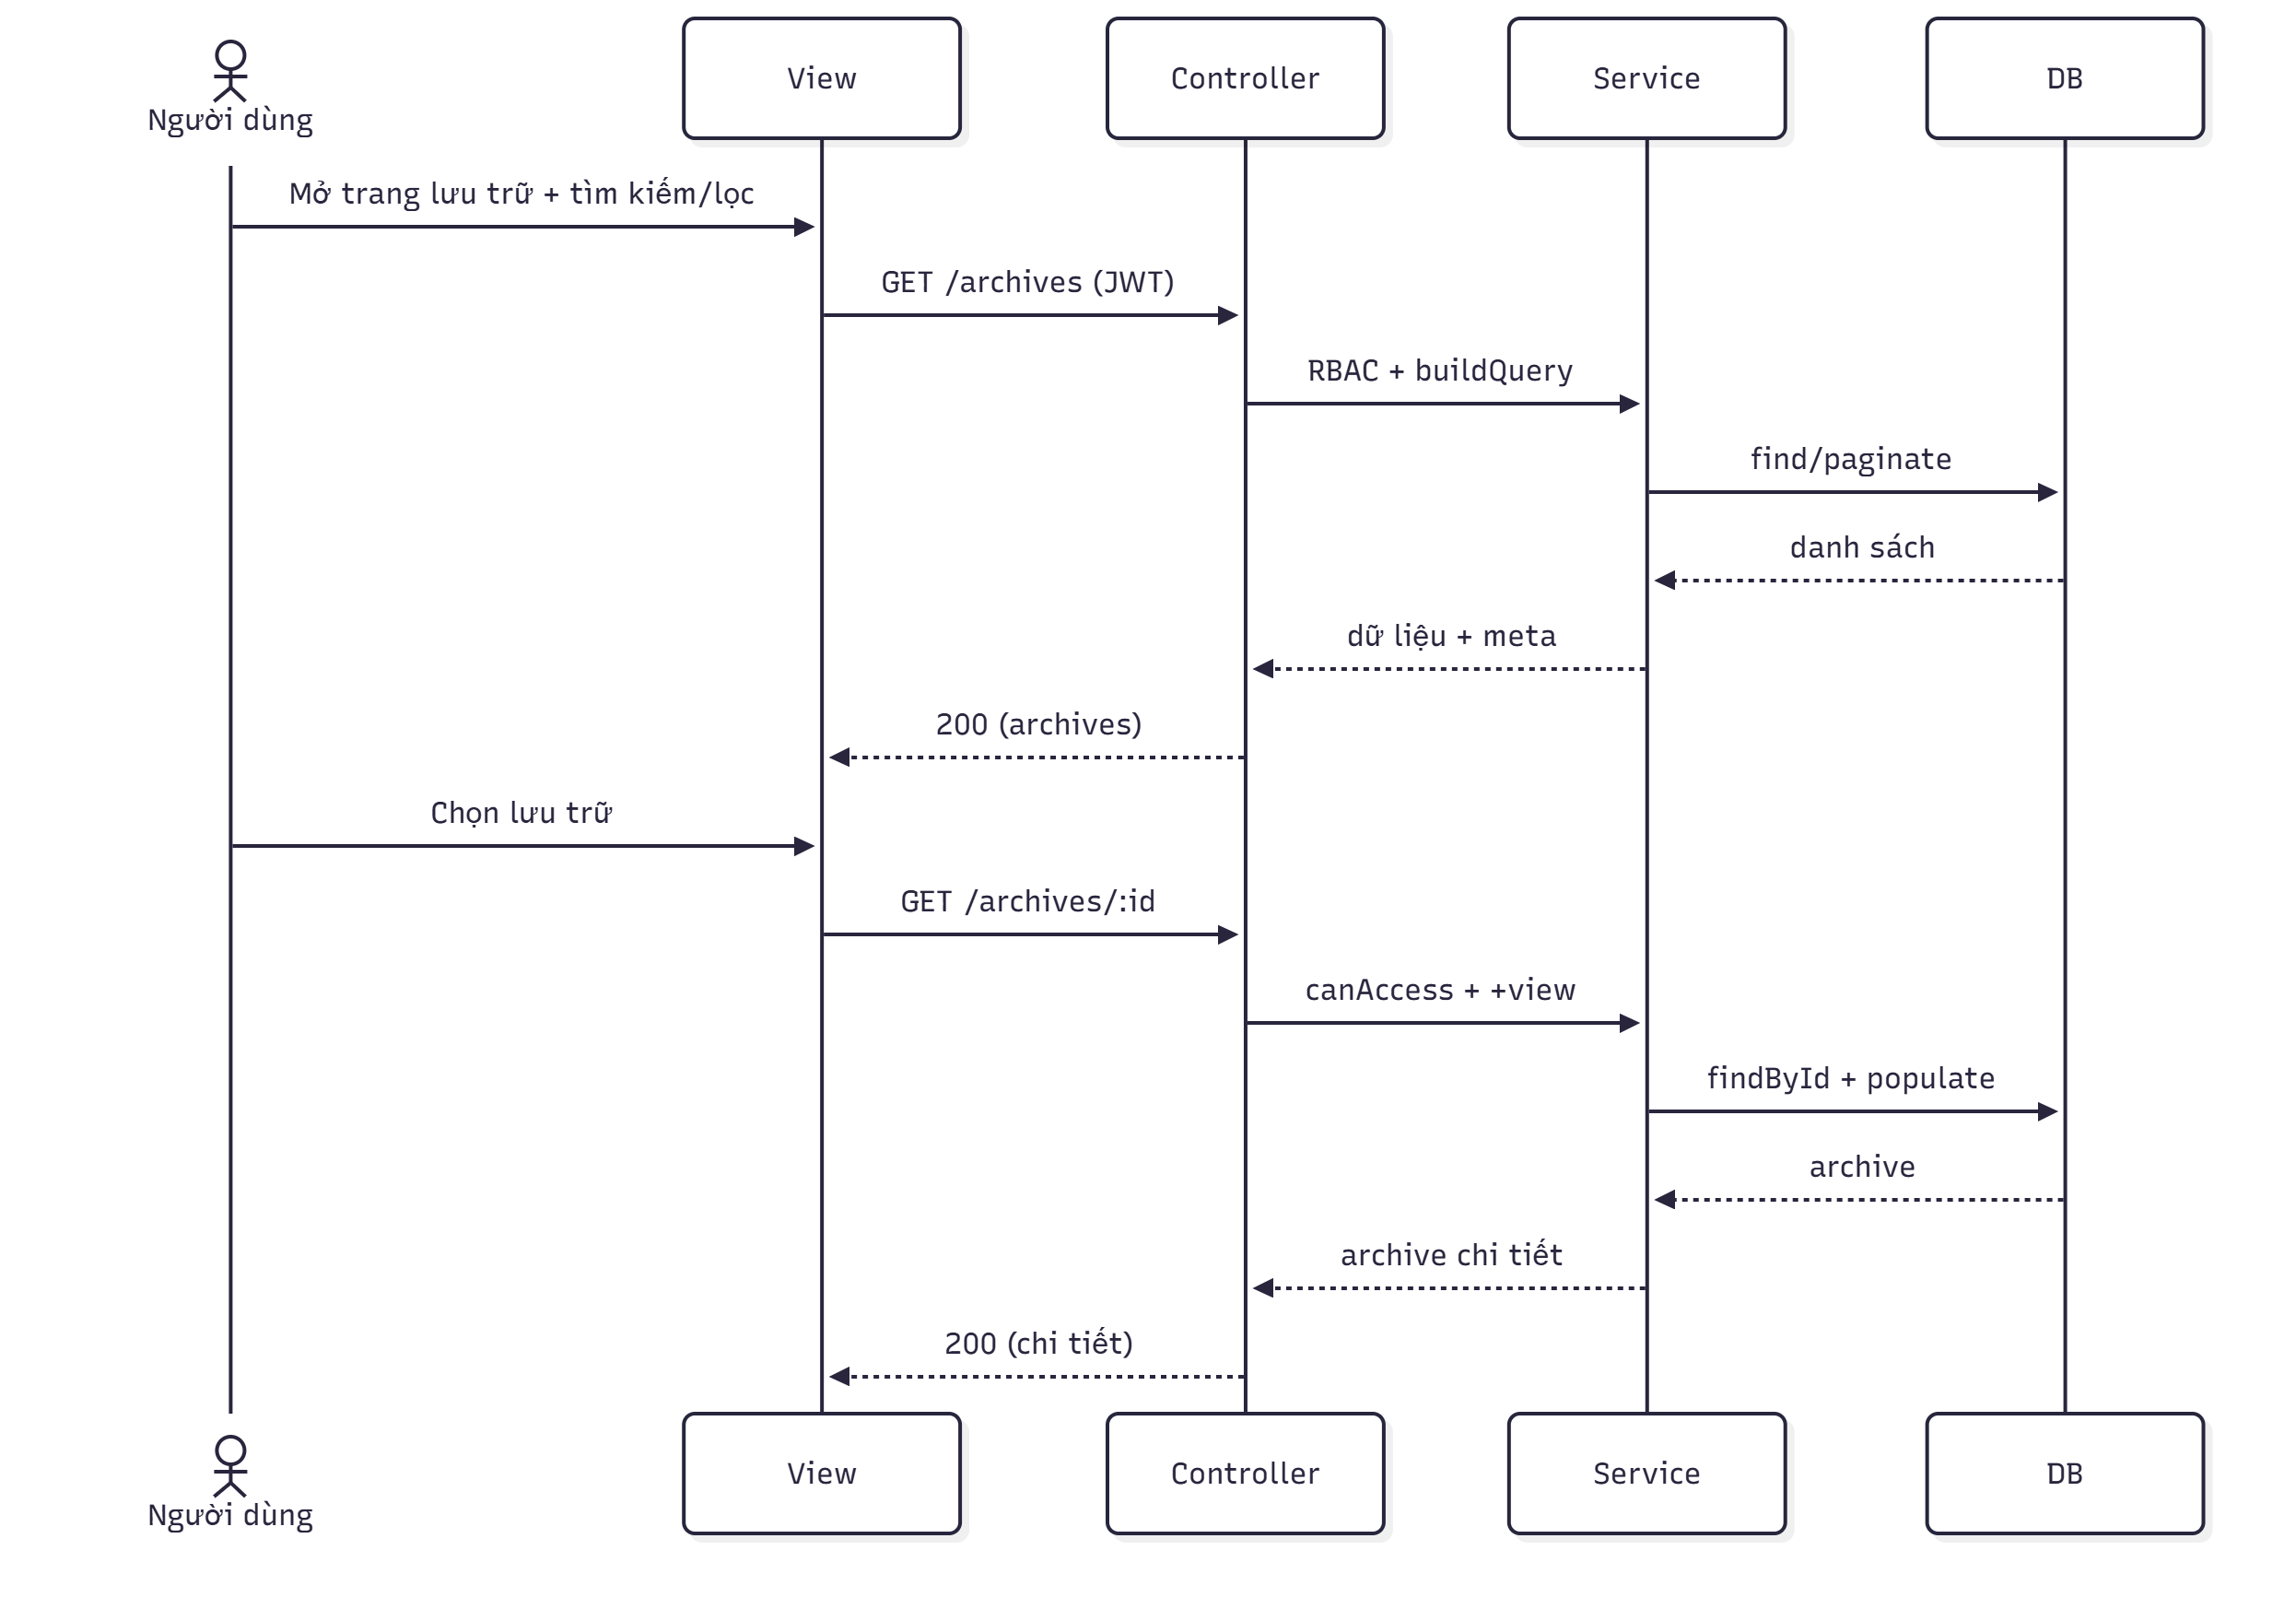 Người dùng
View
Controller
Service
DB
Mở trang lưu trữ + tìm kiếm/lọc
GET /archives (JWT)
RBAC + buildQuery
find/paginate
danh sách
dữ liệu + meta
200 (archives)
Chọn lưu trữ
GET /archives/:id
canAccess + +view
findById + populate
archive
archive chi tiết
200 (chi tiết)
Người dùng
View
Controller
Service
DB